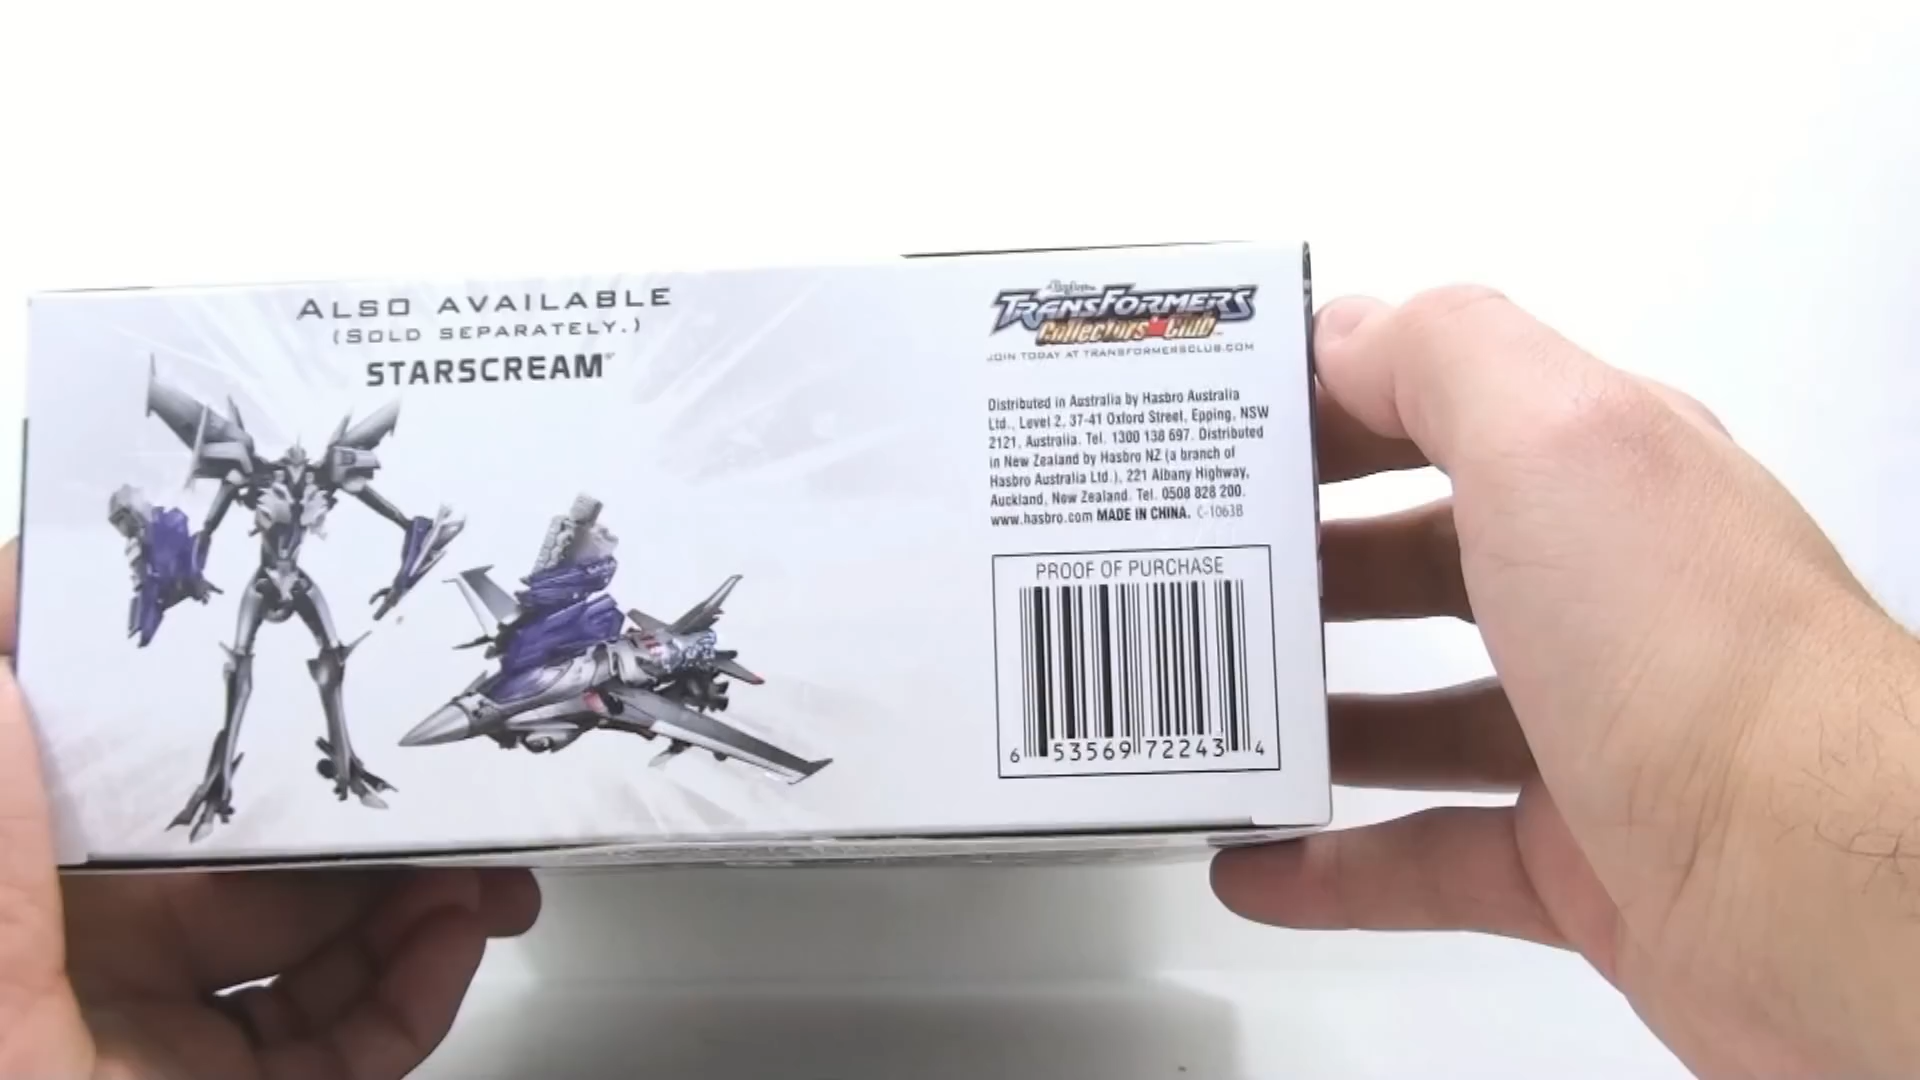 ALSO AVAILABLE
(SOLD SEPARATELY.)
STARSCREAM
TRANSFORMERS
Collectors' Club
JOIN TODAY AT TRANSFORMERSCLUB.COM
Distributed in Australia by Hasbro Australia
Ltd., Level 2, 37-41 Oxford Street, Epping, NSW
2121, Australia. Tel. 1300 138 697. Distributed
in New Zealand by Hasbro NZ (a branch of
Hasbro Australia Ltd.), 221 Albany Highway,
Auckland, New Zealand. Tel. 0508 828 200.
www.hasbro.com MADE IN CHINA. C-1063B
PROOF OF PURCHASE
6 53569 72243 4